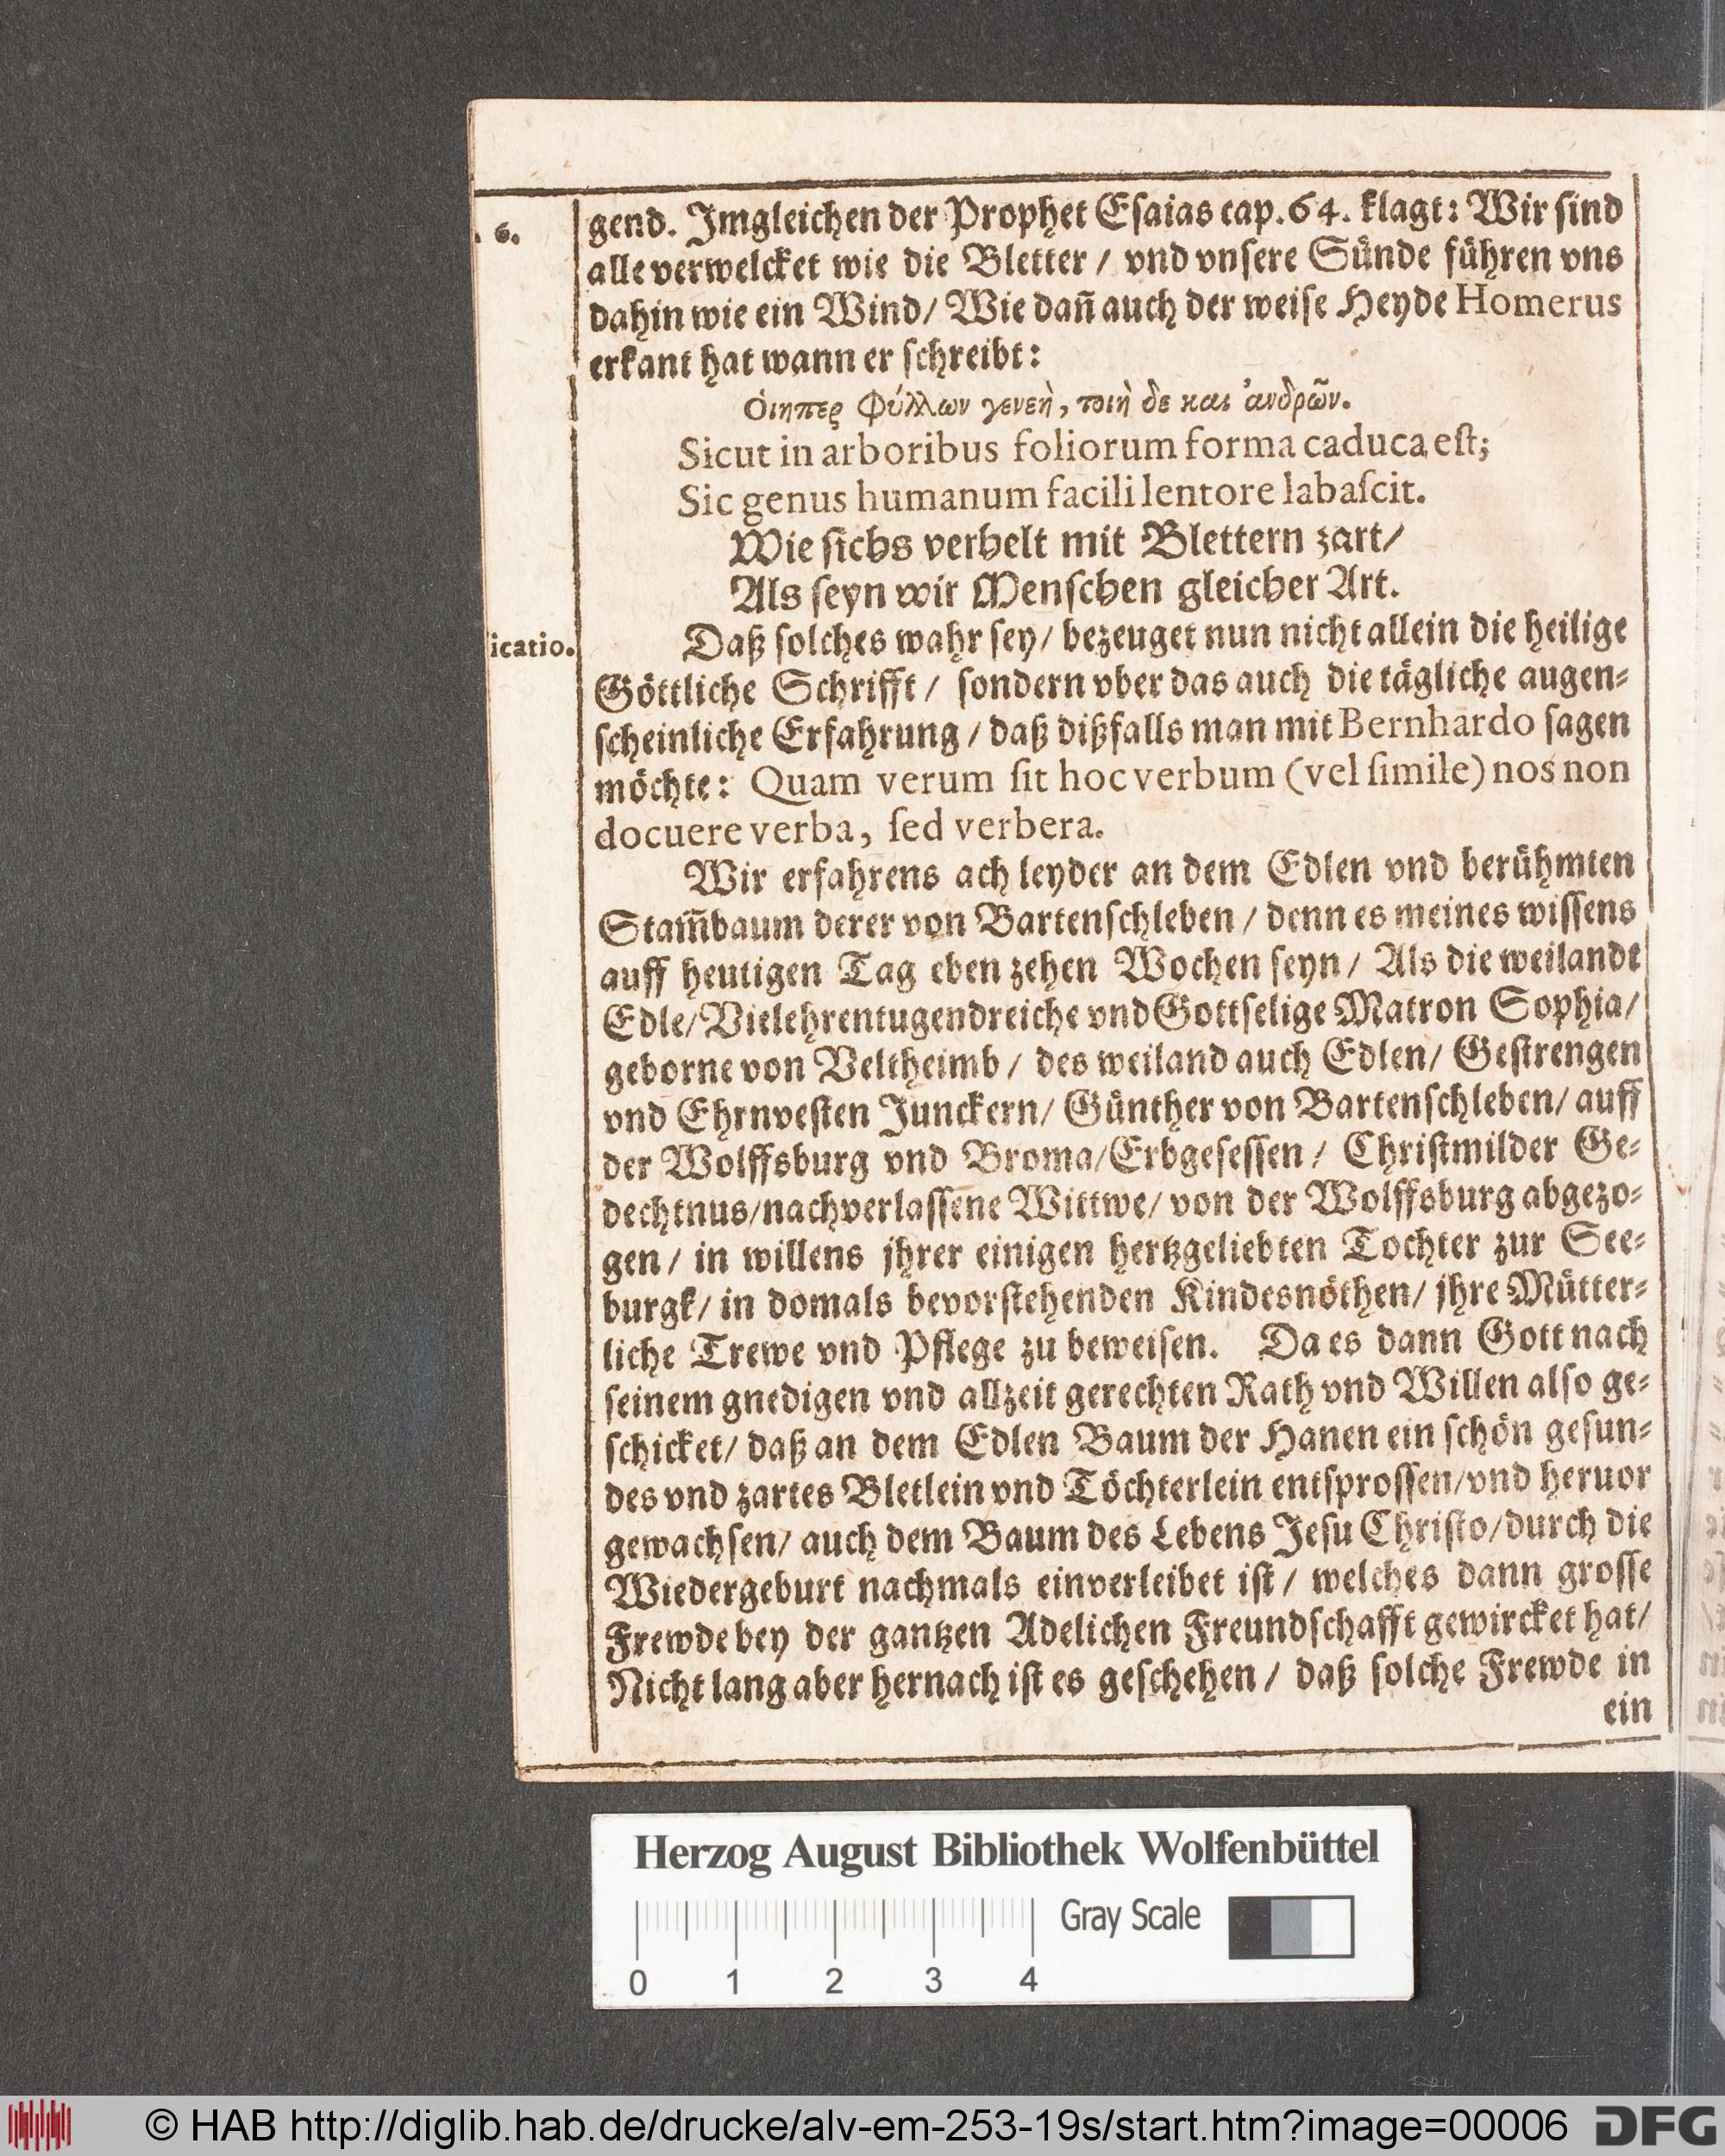 . 6.
gend. Imgleichen der Prophet Esaias cap. 64. klagt: Wir sind
alle verwelcket wie die Bletter / vnd vnsere Sünde führen vns
dahin wie ein Wind/ Wie dañ auch der weise Heyde Homerus
erkant hat wann er schreibt:
Ὁιηπερ φύλλων γενεὴ, τοιὴ δε και ἀνδρῶν.
Sicut in arboribus foliorum forma caduca est;
Sic genus humanum facili lentore labascit.
Wie sichs verhelt mit Blettern zart/
Als seyn wir Menschen gleicher Art.
icatio.
Daß solches wahr sey/ bezeuget nun nicht allein die heilige
Göttliche Schrifft / sondern vber das auch die tägliche augen-
scheinliche Erfahrung / daß dißfalls man mit Bernhardo sagen
möchte: Quam verum sit hoc verbum (vel simile) nos non
docuere verba, sed verbera.
Wir erfahrens ach leyder an dem Edlen vnd berühmten
Stam̃baum derer von Bartenschleben / denn es meines wissens
auff heutigen Tag eben zehen Wochen seyn / Als die weilandt
Edle/ Vielehrentugendreiche vnd Gottselige Matron Sophia/
geborne von Veltheimb / des weiland auch Edlen/ Gestrengen
vnd Ehrnvesten Junckern/ Günther von Bartenschleben/ auff
der Wolffsburg vnd Broma/Erbgesessen / Christmilder Ge-
dechtnus/nachverlassene Wittwe/ von der Wolffsburg abgezo-
gen / in willens jhrer einigen hertzgeliebten Tochter zur See-
burgk/ in domals bevorstehenden Kindesnöthen/ jhre Mütter-
liche Trewe vnd Pflege zu beweisen. Da es dann Gott nach
seinem gnedigen vnd allzeit gerechten Rath vnd Willen also ge-
schicket/ daß an dem Edlen Baum der Hanen ein schön gesun-
des vnd zartes Bletlein vnd Töchterlein entsprossen/vnd heruor
gewachsen/ auch dem Baum des Lebens Jesu Christo/durch die
Wiedergeburt nachmals einverleibet ist / welches dann grosse
Frewde bey der gantzen Adelichen Freundschafft gewircket hat/
Nicht lang aber hernach ist es geschehen / daß solche Frewde in
ein
Herzog August Bibliothek Wolfenbüttel
Gray Scale
0 1 2 3 4
© HAB http://diglib.hab.de/drucke/alv-em-253-19s/start.htm?image=00006
DFG